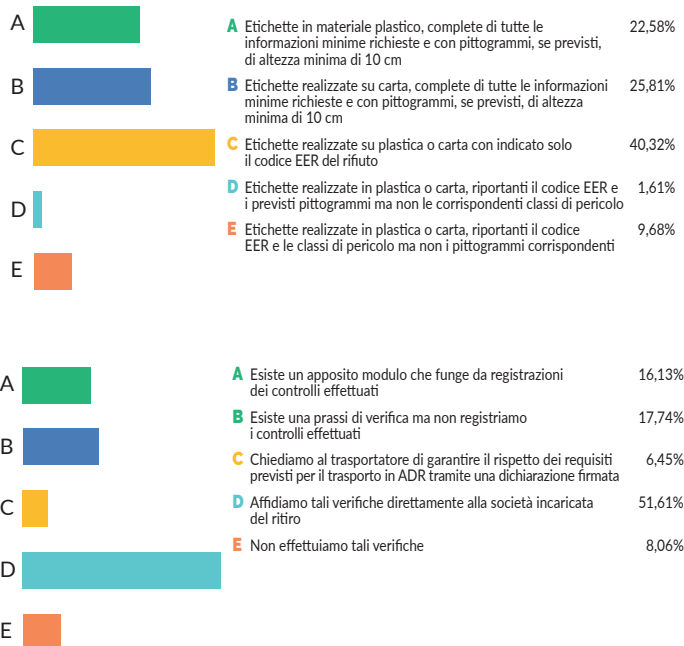 A
B
C
D
E
A Etichette in materiale plastico, complete di tutte le 22,58%
informazioni minime richieste e con pittogrammi, se previsti,
di altezza minima di 10 cm
B Etichette realizzate su carta, complete di tutte le informazioni 25,81%
minime richieste e con pittogrammi, se previsti, di altezza
minima di 10 cm
C Etichette realizzate su plastica o carta con indicato solo 40,32%
il codice EER del rifiuto
D Etichette realizzate in plastica o carta, riportanti il codice EER e 1,61%
i previsti pittogrammi ma non le corrispondenti classi di pericolo
E Etichette realizzate in plastica o carta, riportanti il codice 9,68%
EER e le classi di pericolo ma non i pittogrammi corrispondenti
A
B
C
D
E
A Esiste un apposito modulo che funge da registrazioni 16,13%
dei controlli effettuati
B Esiste una prassi di verifica ma non registriamo 17,74%
i controlli effettuati
C Chiediamo al trasportatore di garantire il rispetto dei requisiti 6,45%
previsti per il trasporto in ADR tramite una dichiarazione firmata
D Affidiamo tali verifiche direttamente alla società incaricata 51,61%
del ritiro
E Non effettuiamo tali verifiche 8,06%